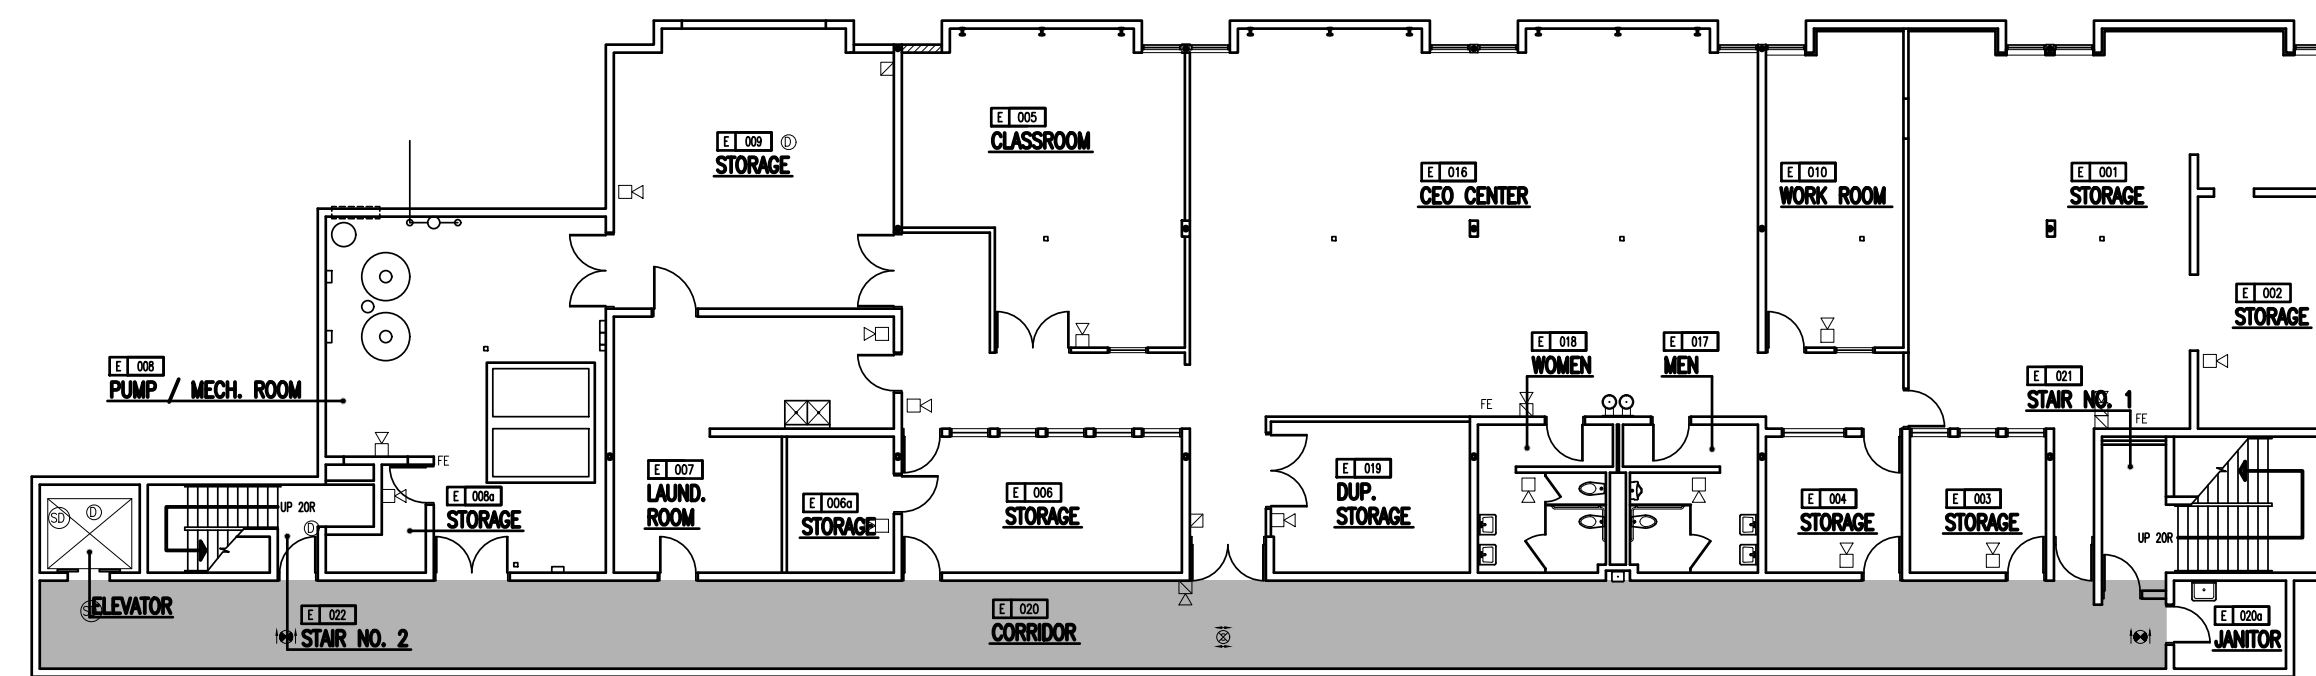 E 009 D
STORAGE
E 005
CLASSROOM
E 016
CEO CENTER
E 010
WORK ROOM
E 001
STORAGE
E 002
STORAGE
E 008
PUMP / MECH. ROOM
E 018
WOMEN
E 017
MEN
E 021
STAIR NO. 1
FE
FE
FE
E 007
LAUND.
ROOM
E 008a
STORAGE
E 006a
STORAGE
E 006
STORAGE
E 019
DUP.
STORAGE
E 004
STORAGE
E 003
STORAGE
SD
D
UP 20R
D
UP 20R
ELEVATOR
E 022
STAIR NO. 2
E 020
CORRIDOR
E 020a
JANITOR